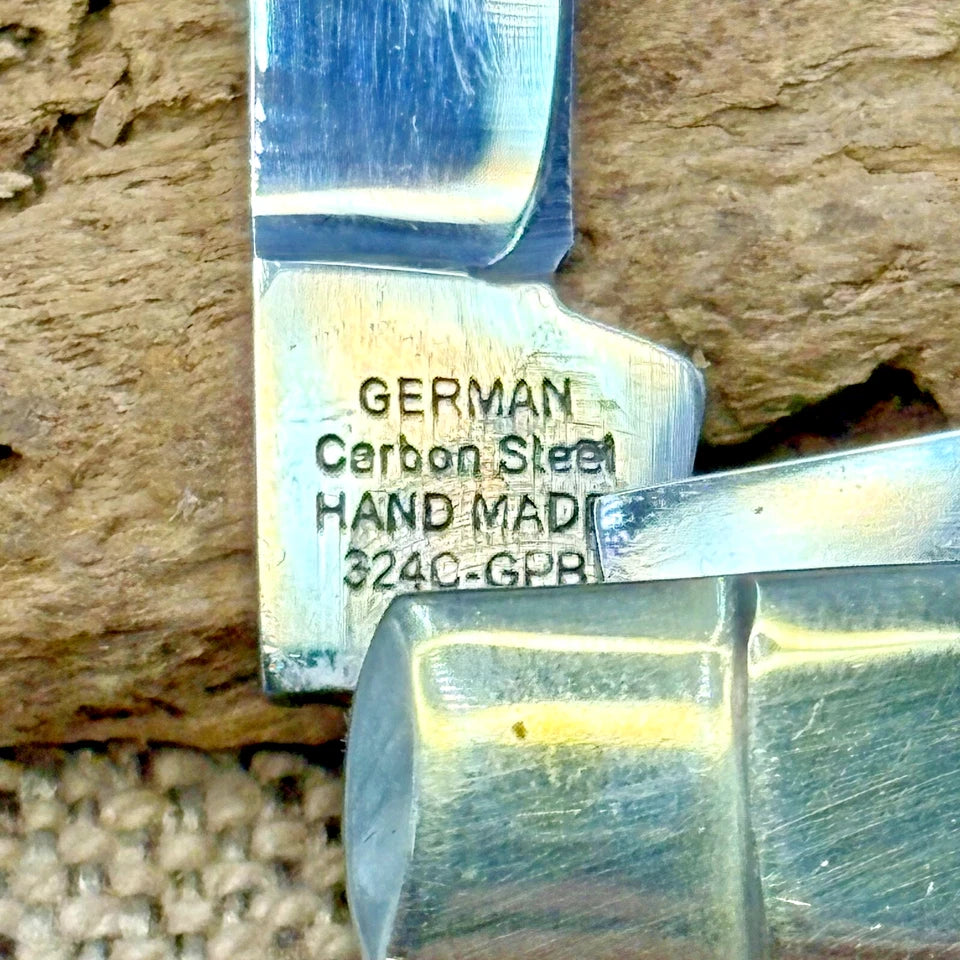 GERMAN
Carbon Steel
HAND MADE
324C-GPB